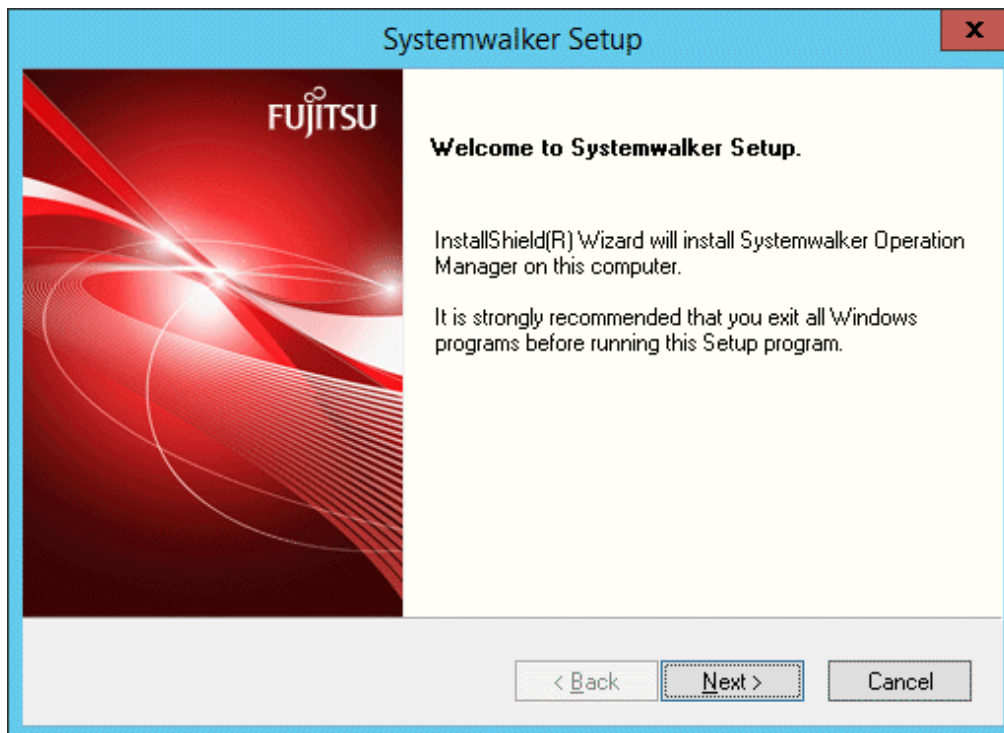 Systemwalker Setup
x
FUJITSU
Welcome to Systemwalker Setup.
InstallShield(R) Wizard will install Systemwalker Operation
Manager on this computer.
It is strongly recommended that you exit all Windows
programs before running this Setup program.
< Back
Next >
Cancel